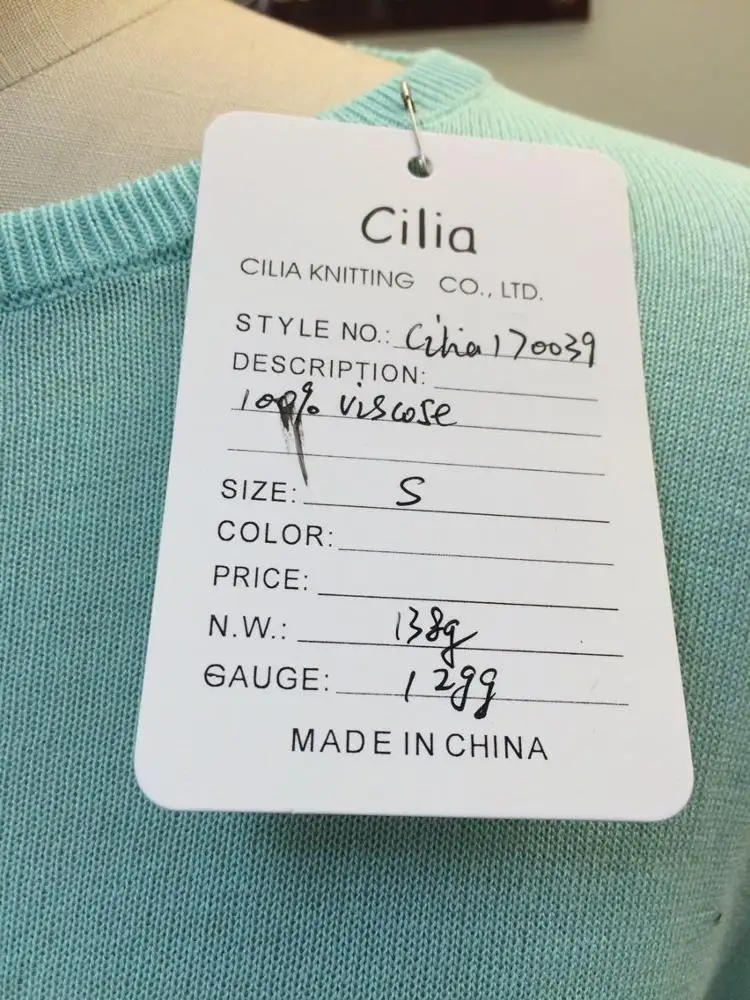 Cilia
CILIA KNITTING CO., LTD.
STYLE NO.: Cilia170039
DESCRIPTION:
100% viscose
SIZE: S
COLOR:
PRICE:
N.W.: 138g
GAUGE: 12gg
MADE IN CHINA